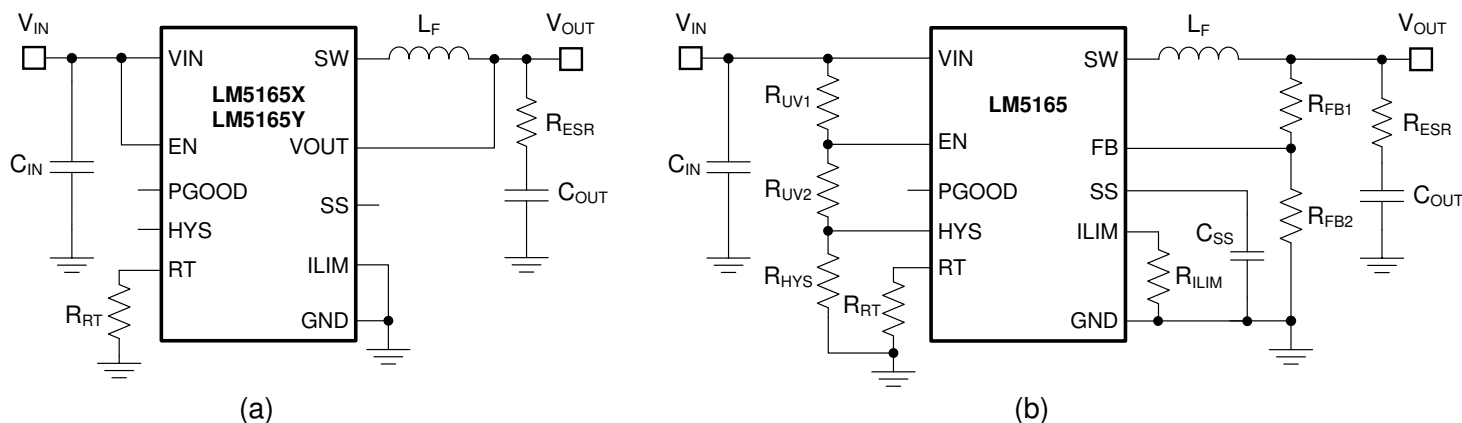 VIN
LF
VOUT
VIN
SW
LM5165X
LM5165Y
RESR
EN
VOUT
CIN
PGOOD
COUT
SS
HYS
RT
ILIM
RRT
GND
(a)
VIN
LF
VOUT
VIN
SW
RUV1
LM5165
RFB1
RESR
EN
FB
CIN
RUV2
PGOOD
SS
COUT
RFB2
HYS
ILIM
CSS
RT
RHYS
RILIM
RRT
GND
(b)